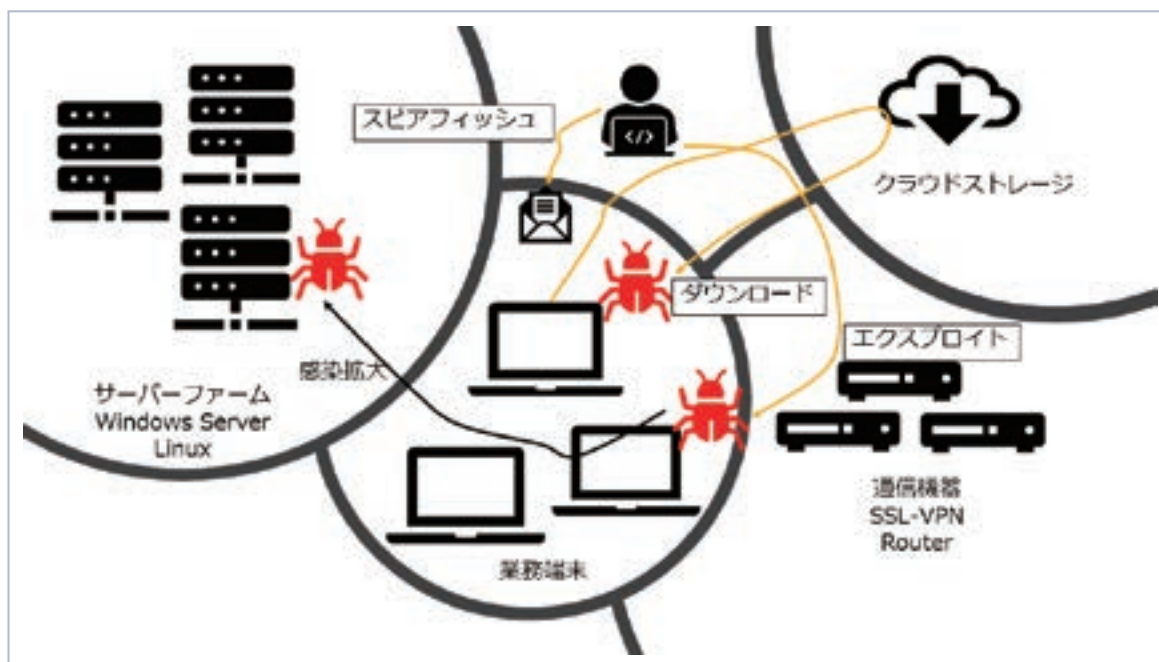 スピアフィッシュ
クラウドストレージ
ダウンロード
エクスプロイト
感染拡大
サーバーファーム
Windows Server
Linux
業務端末
通信機器
SSL-VPN
Router